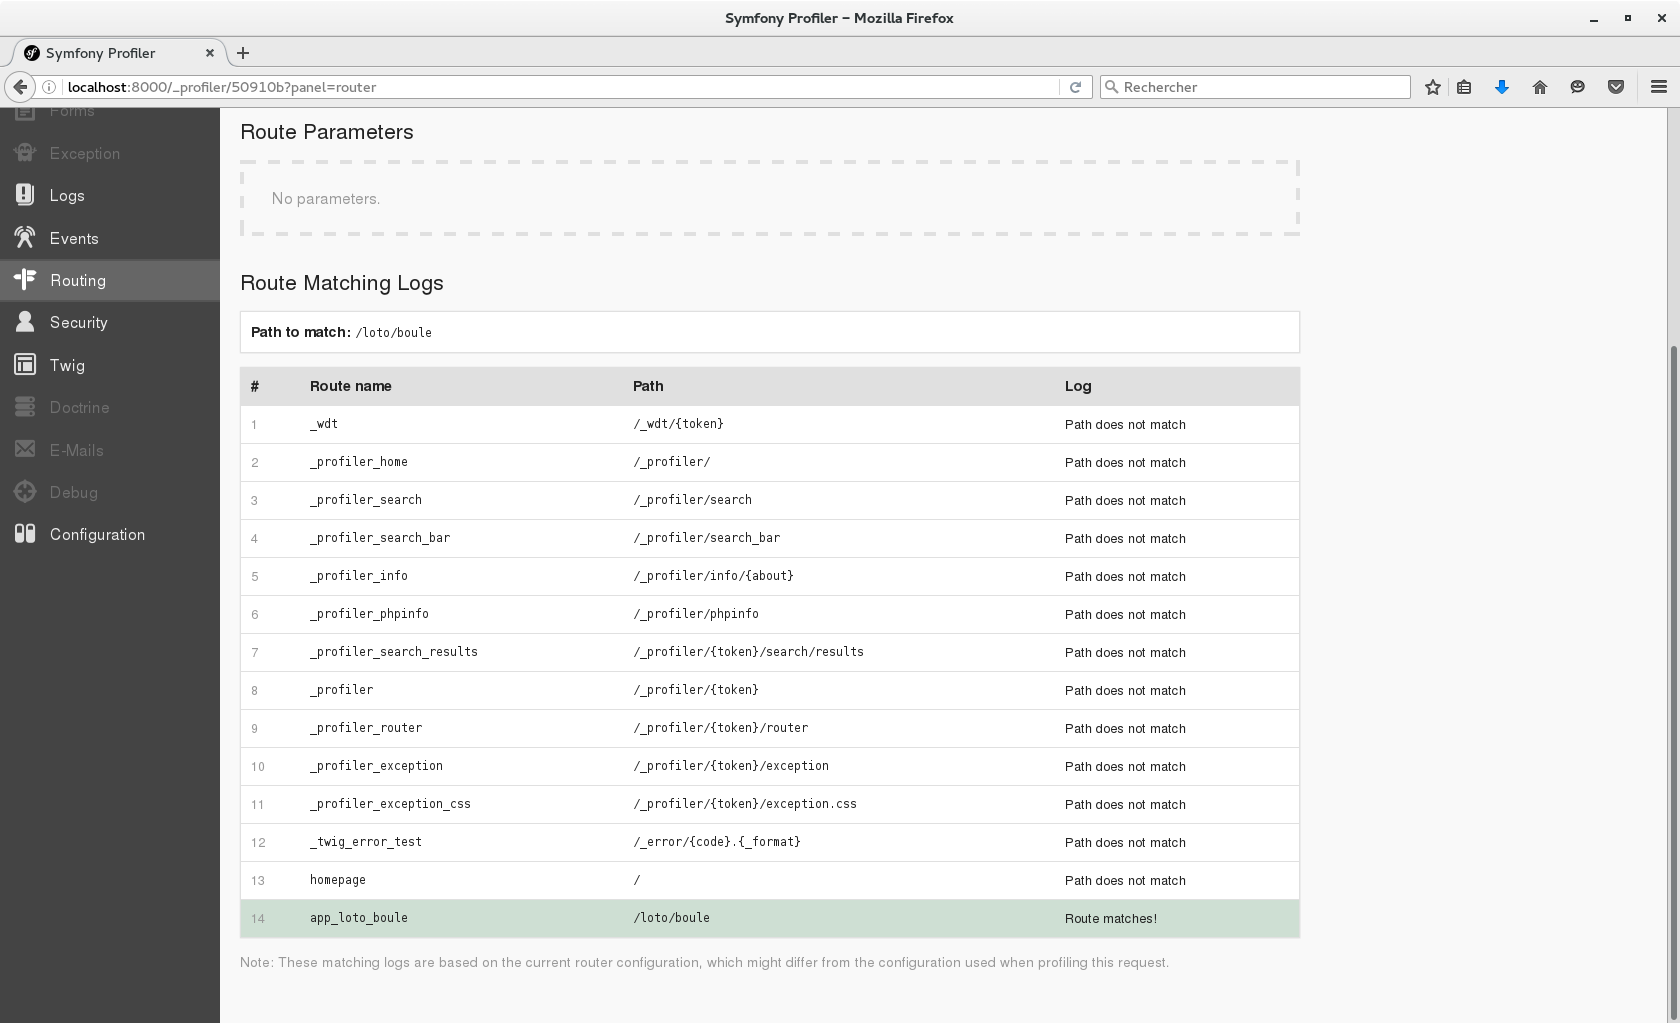 Symfony Profiler – Mozilla Firefox
Symfony Profiler
localhost:8000/_profiler/50910b?panel=router
Rechercher
Forms
Exception
Logs
Events
Routing
Security
Twig
Doctrine
E-Mails
Debug
Configuration
Route Parameters
No parameters.
Route Matching Logs
Path to match: /loto/boule
# Route name Path Log
1 _wdt /_wdt/{token} Path does not match
2 _profiler_home /_profiler/ Path does not match
3 _profiler_search /_profiler/search Path does not match
4 _profiler_search_bar /_profiler/search_bar Path does not match
5 _profiler_info /_profiler/info/{about} Path does not match
6 _profiler_phpinfo /_profiler/phpinfo Path does not match
7 _profiler_search_results /_profiler/{token}/search/results Path does not match
8 _profiler /_profiler/{token} Path does not match
9 _profiler_router /_profiler/{token}/router Path does not match
10 _profiler_exception /_profiler/{token}/exception Path does not match
11 _profiler_exception_css /_profiler/{token}/exception.css Path does not match
12 _twig_error_test /_error/{code}.{_format} Path does not match
13 homepage / Path does not match
14 app_loto_boule /loto/boule Route matches!
Note: These matching logs are based on the current router configuration, which might differ from the configuration used when profiling this request.